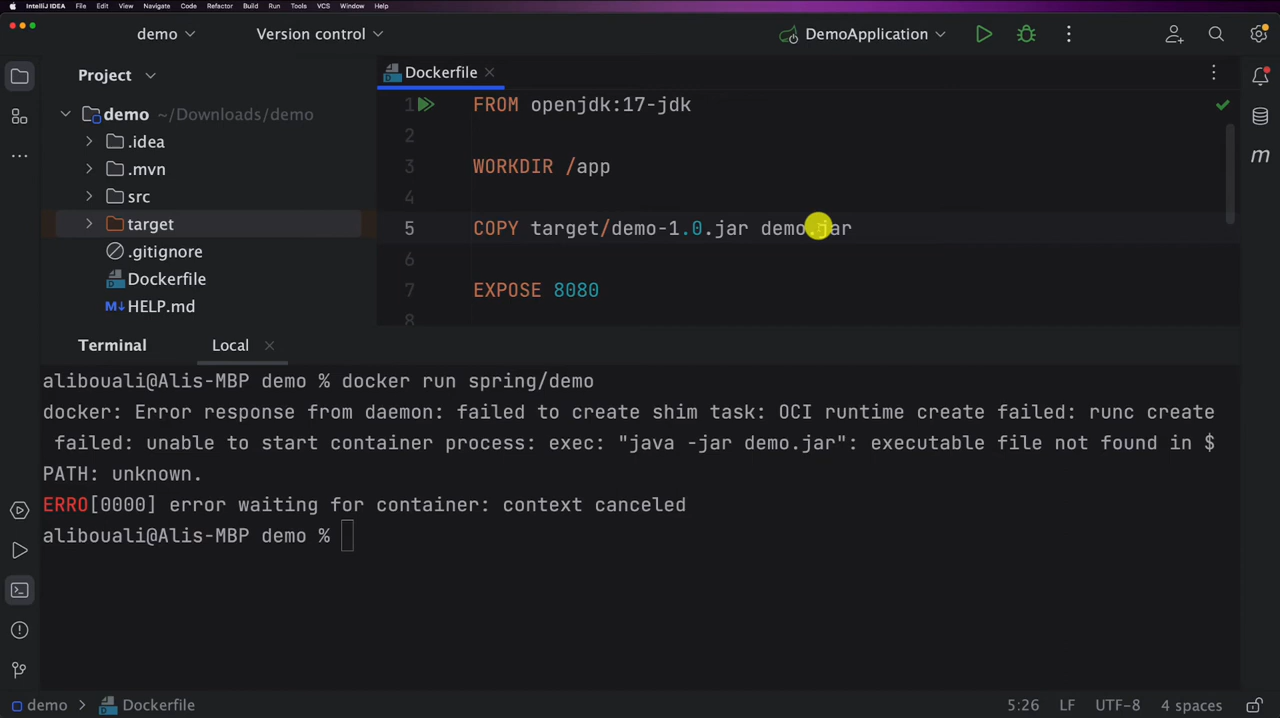 IntelliJ IDEA File Edit View Navigate Code Refactor Build Run Tools VCS Window Help
demo Version control DemoApplication
Project
Dockerfile
demo ~/Downloads/demo
.idea
.mvn
src
target
.gitignore
Dockerfile
M↓ HELP.md
1 FROM openjdk:17-jdk
2
3 WORKDIR /app
4
5 COPY target/demo-1.0.jar demo.jar
6
7 EXPOSE 8080
8
m
Terminal Local
alibouali@Alis-MBP demo % docker run spring/demo
docker: Error response from daemon: failed to create shim task: OCI runtime create failed: runc create
failed: unable to start container process: exec: "java -jar demo.jar": executable file not found in $
PATH: unknown.
ERRO[0000] error waiting for container: context canceled
alibouali@Alis-MBP demo %
demo > Dockerfile 5:26 LF UTF-8 4 spaces